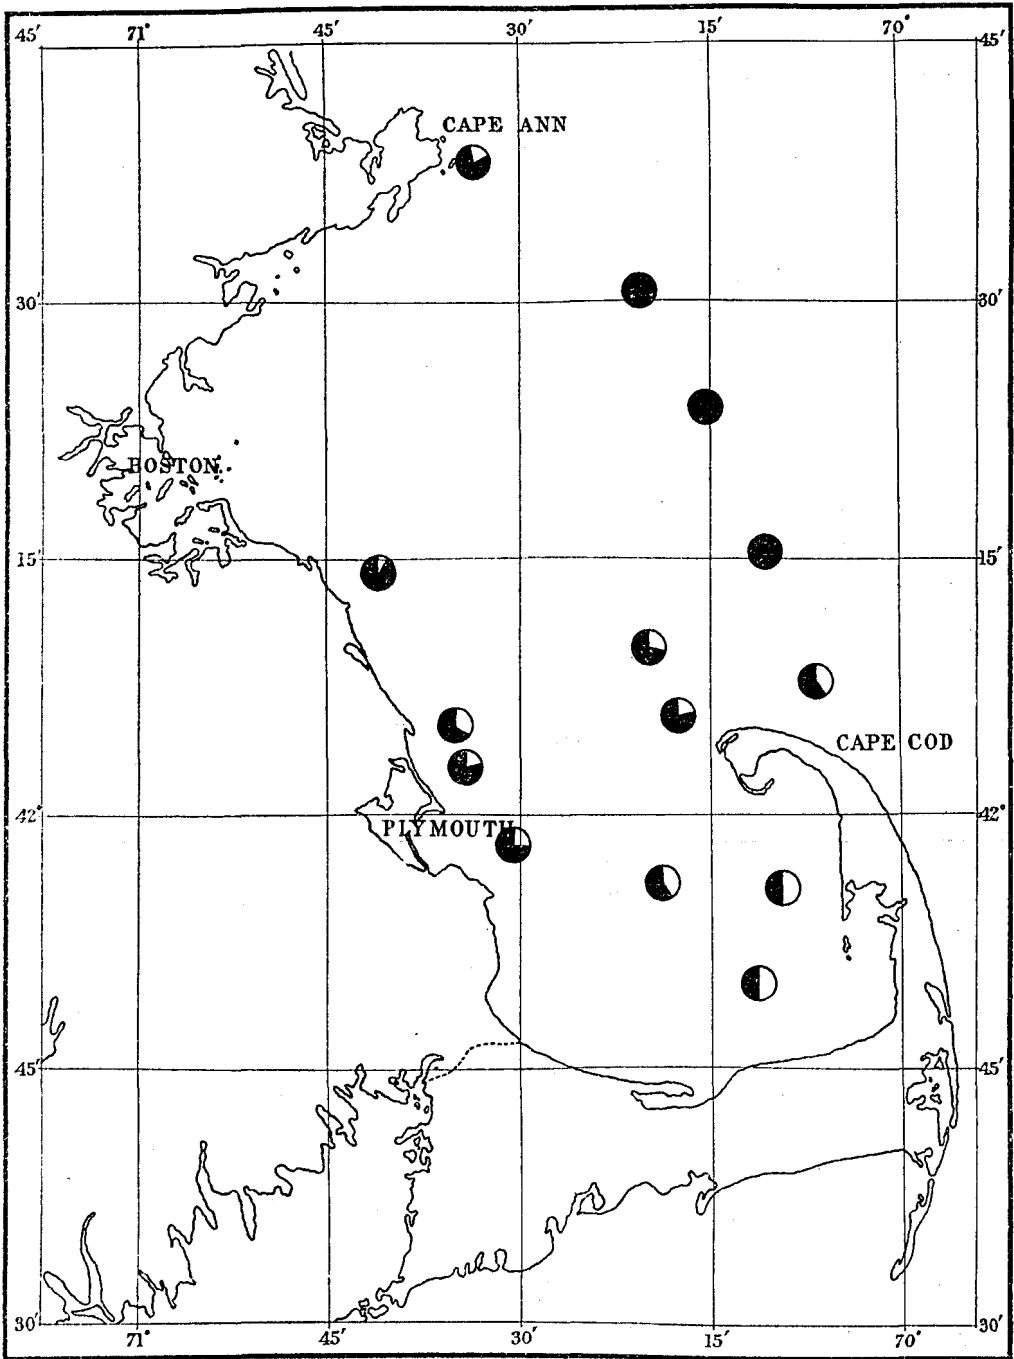 45′ 71° 45′ 30′ 15′ 70° 45′
CAPE ANN
30′ 30′
BOSTON
15′ 15′
CAPE COD
42° 42°
PLYMOUTH
45′ 45′
30′ 71° 45′ 30′ 15′ 70° 30′